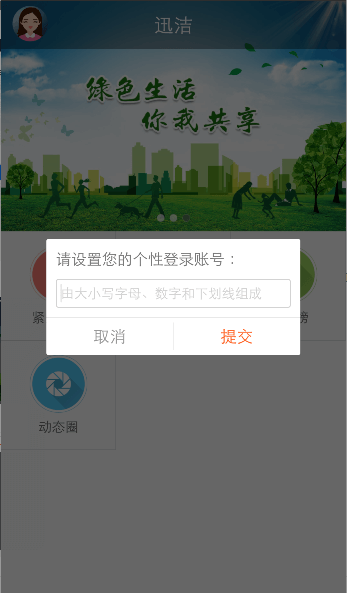 迅洁
绿色生活
你我共享
请设置您的个性登录账号：
由大小写字母、数字和下划线组成
取消
提交
紧
榜
动态圈